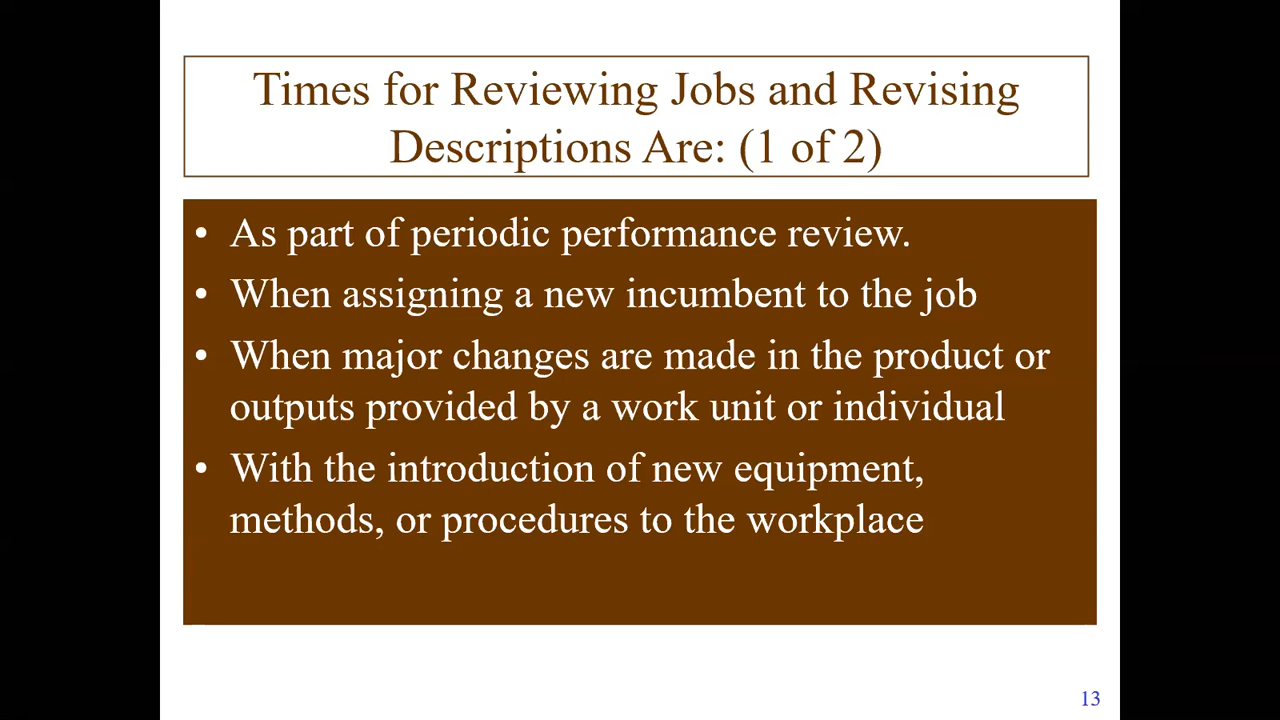 Times for Reviewing Jobs and Revising
Descriptions Are: (1 of 2)
• As part of periodic performance review.
• When assigning a new incumbent to the job
• When major changes are made in the product or
outputs provided by a work unit or individual
• With the introduction of new equipment,
methods, or procedures to the workplace
13